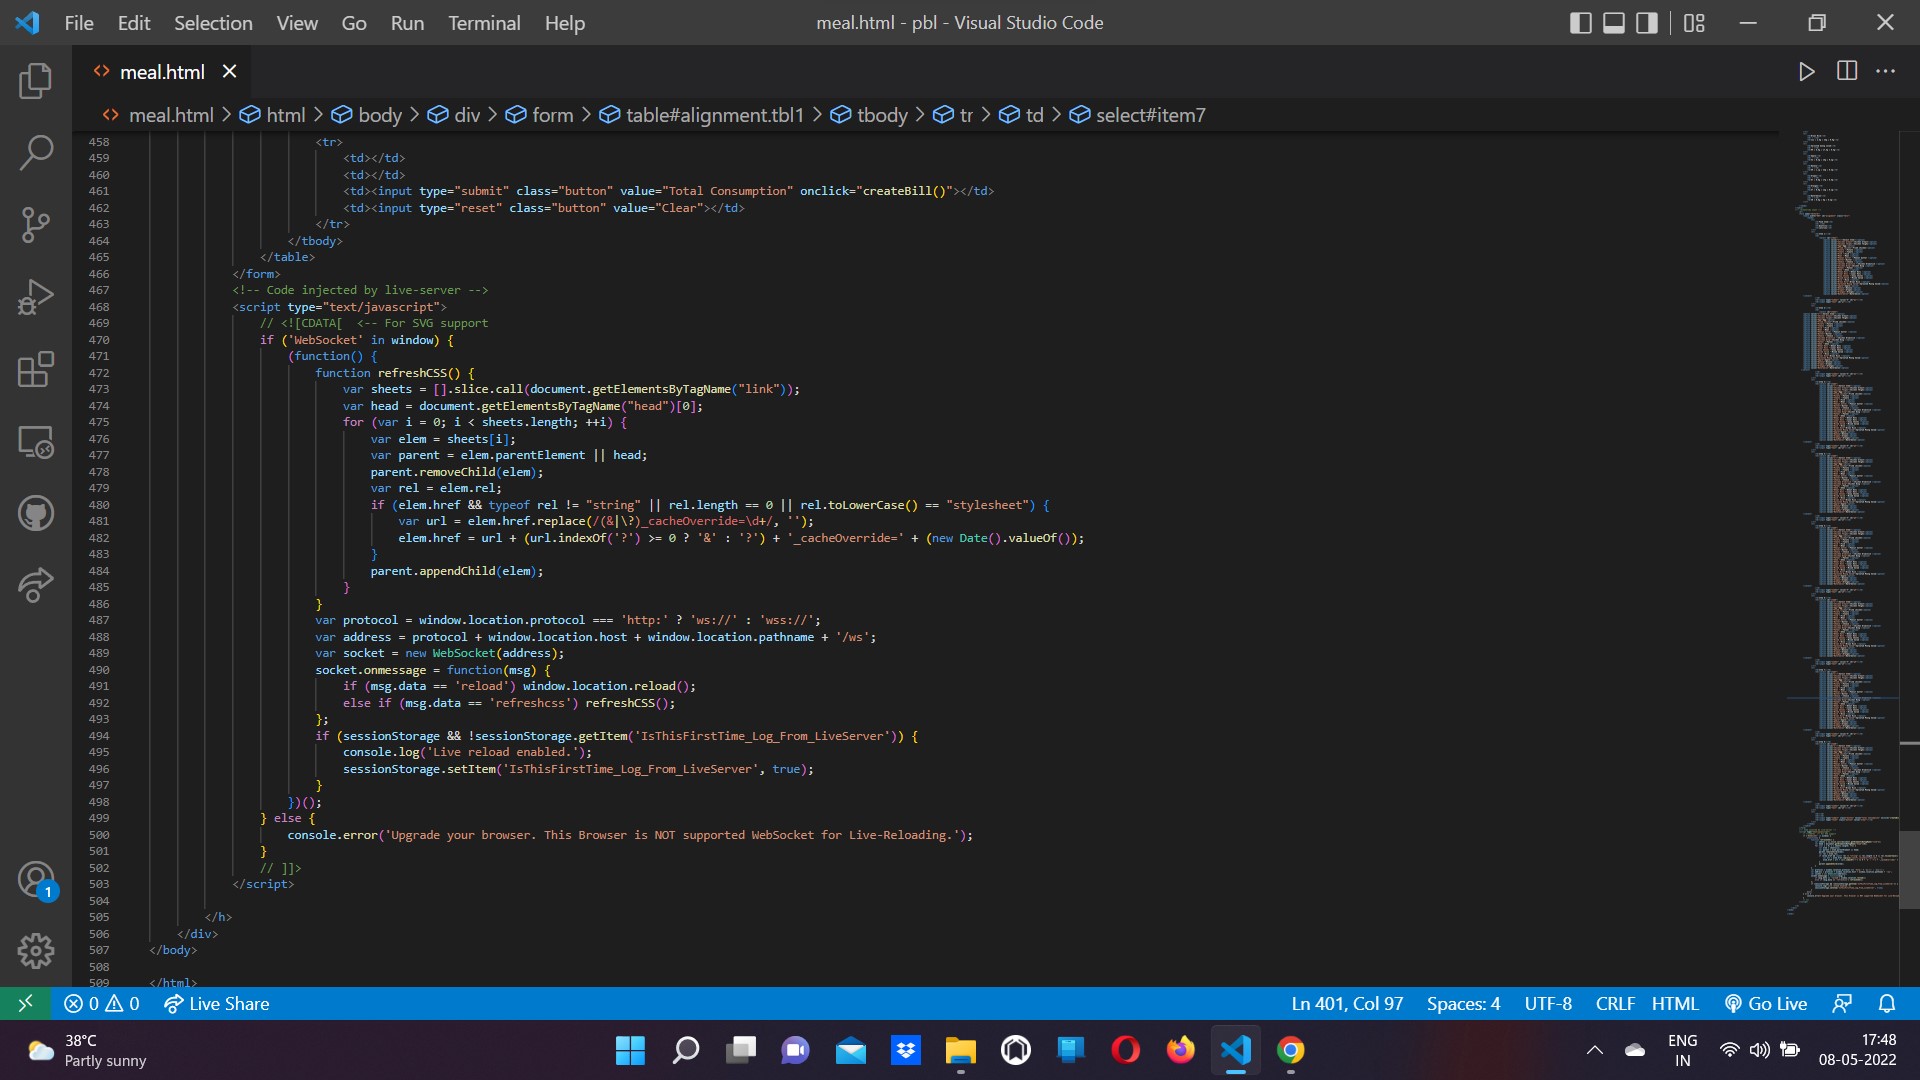 File Edit Selection View Go Run Terminal Help meal.html - pbl - Visual Studio Code
meal.html
meal.html > html > body > div > form > table#alignment.tbl1 > tbody > tr > td > select#item7
458 <tr>
459 <td></td>
460 <td></td>
461 <td><input type="submit" class="button" value="Total Consumption" onclick="createBill()"></td>
462 <td><input type="reset" class="button" value="Clear"></td>
463 </tr>
464 </tbody>
465 </table>
466 </form>
467 <!-- Code injected by live-server -->
468 <script type="text/javascript">
469 // <![CDATA[  <-- For SVG support
470 if ('WebSocket' in window) {
471 (function() {
472 function refreshCSS() {
473 var sheets = [].slice.call(document.getElementsByTagName("link"));
474 var head = document.getElementsByTagName("head")[0];
475 for (var i = 0; i < sheets.length; ++i) {
476 var elem = sheets[i];
477 var parent = elem.parentElement || head;
478 parent.removeChild(elem);
479 var rel = elem.rel;
480 if (elem.href && typeof rel != "string" || rel.length == 0 || rel.toLowerCase() == "stylesheet") {
481 var url = elem.href.replace(/(&|\?)_cacheOverride=\d+/, '');
482 elem.href = url + (url.indexOf('?') >= 0 ? '&' : '?') + '_cacheOverride=' + (new Date().valueOf());
483 }
484 parent.appendChild(elem);
485 }
486 }
487 var protocol = window.location.protocol === 'http:' ? 'ws://' : 'wss://';
488 var address = protocol + window.location.host + window.location.pathname + '/ws';
489 var socket = new WebSocket(address);
490 socket.onmessage = function(msg) {
491 if (msg.data == 'reload') window.location.reload();
492 else if (msg.data == 'refreshcss') refreshCSS();
493 };
494 if (sessionStorage && !sessionStorage.getItem('IsThisFirstTime_Log_From_LiveServer')) {
495 console.log('Live reload enabled.');
496 sessionStorage.setItem('IsThisFirstTime_Log_From_LiveServer', true);
497 }
498 })();
499 } else {
500 console.error('Upgrade your browser. This Browser is NOT supported WebSocket for Live-Reloading.');
501 }
502 // ]]>
503 </script>
504
505 </h>
506 </div>
507 </body>
508
509 </html>
1
0 0 Live Share Ln 401, Col 97 Spaces: 4 UTF-8 CRLF HTML Go Live
38°C
Partly sunny
ENG
IN
17:48
08-05-2022